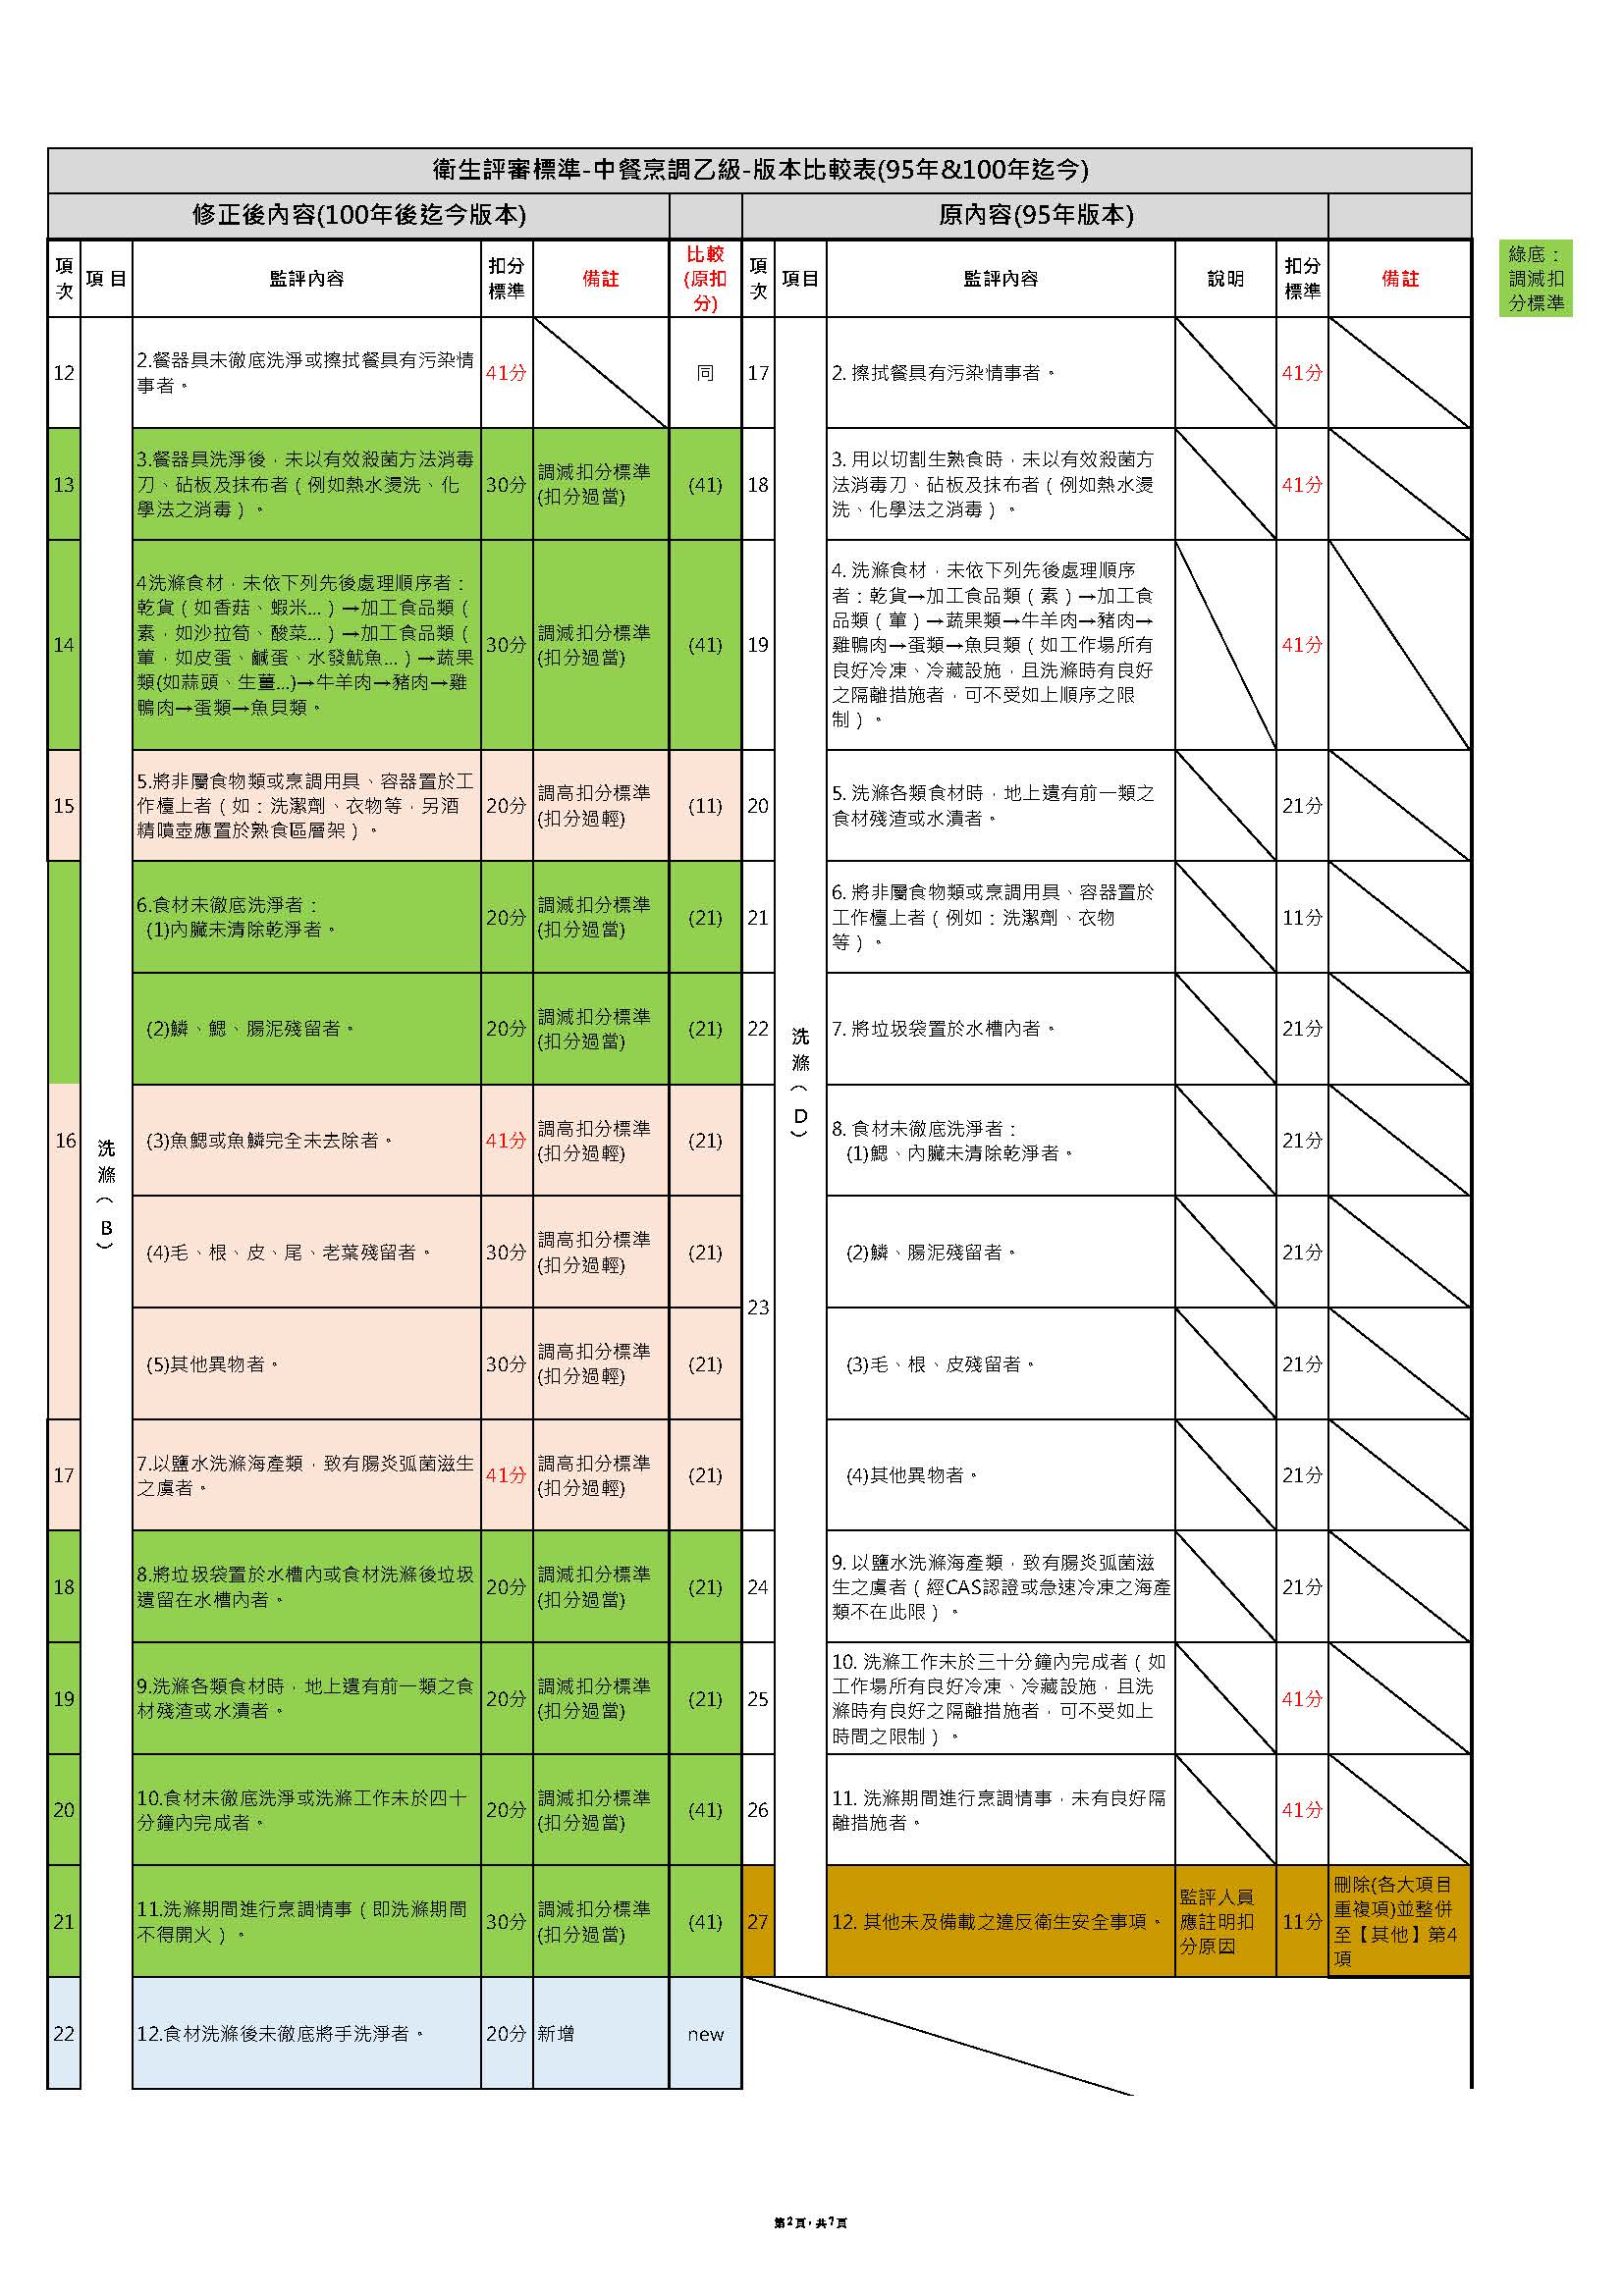 衛生評審標準-中餐烹調乙級-版本比較表(95年&100年迄今)
修正後內容(100年後迄今版本)
原內容(95年版本)
項次
項目
監評內容
扣分標準
備註
比較(原扣分)
項次
項目
監評內容
說明
扣分標準
備註
綠底：
調減扣
分標準
洗滌（B）
洗滌（D）
12
2.餐器具未徹底洗淨或擦拭餐具有污染情
事者。
41分
同
17
2. 擦拭餐具有污染情事者。
41分
13
3.餐器具洗淨後，未以有效殺菌方法消毒
刀、砧板及抹布者（例如熱水燙洗、化
學法之消毒）。
30分
調減扣分標準
(扣分過當)
(41)
18
3. 用以切割生熟食時，未以有效殺菌方
法消毒刀、砧板及抹布者（例如熱水燙
洗、化學法之消毒）。
41分
14
4洗滌食材，未依下列先後處理順序者：
乾貨（如香菇、蝦米…）→加工食品類（
素，如沙拉筍、酸菜…）→加工食品類（
葷，如皮蛋、鹹蛋、水發魷魚…）→蔬果
類(如蒜頭、生薑…)→牛羊肉→豬肉→雞
鴨肉→蛋類→魚貝類。
30分
調減扣分標準
(扣分過當)
(41)
19
4. 洗滌食材，未依下列先後處理順序
者：乾貨→加工食品類（素）→加工食
品類（葷）→蔬果類→牛羊肉→豬肉→
雞鴨肉→蛋類→魚貝類（如工作場所有
良好冷凍、冷藏設施，且洗滌時有良好
之隔離措施者，可不受如上順序之限
制）。
41分
15
5.將非屬食物類或烹調用具、容器置於工
作檯上者（如：洗潔劑、衣物等，另酒
精噴壺應置於熟食區層架）。
20分
調高扣分標準
(扣分過輕)
(11)
20
5. 洗滌各類食材時，地上遺有前一類之
食材殘渣或水漬者。
21分
16
6.食材未徹底洗淨者：
(1)內臟未清除乾淨者。
20分
調減扣分標準
(扣分過當)
(21)
21
6. 將非屬食物類或烹調用具、容器置於
工作檯上者（例如：洗潔劑、衣物
等）。
11分
(2)鱗、鰓、腸泥殘留者。
20分
調減扣分標準
(扣分過當)
(21)
22
7. 將垃圾袋置於水槽內者。
21分
(3)魚鰓或魚鱗完全未去除者。
41分
調高扣分標準
(扣分過輕)
(21)
23
8. 食材未徹底洗淨者：
(1)鰓、內臟未清除乾淨者。
21分
(4)毛、根、皮、尾、老葉殘留者。
30分
調高扣分標準
(扣分過輕)
(21)
(2)鱗、腸泥殘留者。
21分
(5)其他異物者。
30分
調高扣分標準
(扣分過輕)
(21)
(3)毛、根、皮殘留者。
21分
17
7.以鹽水洗滌海產類，致有腸炎弧菌滋生
之虞者。
41分
調高扣分標準
(扣分過輕)
(21)
(4)其他異物者。
21分
18
8.將垃圾袋置於水槽內或食材洗滌後垃圾
遺留在水槽內者。
20分
調減扣分標準
(扣分過當)
(21)
24
9. 以鹽水洗滌海產類，致有腸炎弧菌滋
生之虞者（經CAS認證或急速冷凍之海產
類不在此限）。
21分
19
9.洗滌各類食材時，地上遺有前一類之食
材殘渣或水漬者。
20分
調減扣分標準
(扣分過當)
(21)
25
10. 洗滌工作未於三十分鐘內完成者（如
工作場所有良好冷凍、冷藏設施，且洗
滌時有良好之隔離措施者，可不受如上
時間之限制）。
41分
20
10.食材未徹底洗淨或洗滌工作未於四十
分鐘內完成者。
20分
調減扣分標準
(扣分過當)
(41)
26
11. 洗滌期間進行烹調情事，未有良好隔
離措施者。
41分
21
11.洗滌期間進行烹調情事（即洗滌期間
不得開火）。
30分
調減扣分標準
(扣分過當)
(41)
27
12. 其他未及備載之違反衛生安全事項。
監評人員
應註明扣
分原因
11分
刪除(各大項目
重複項)並整併
至【其他】第4
項
22
12.食材洗滌後未徹底將手洗淨者。
20分
新增
new
第2頁，共7頁